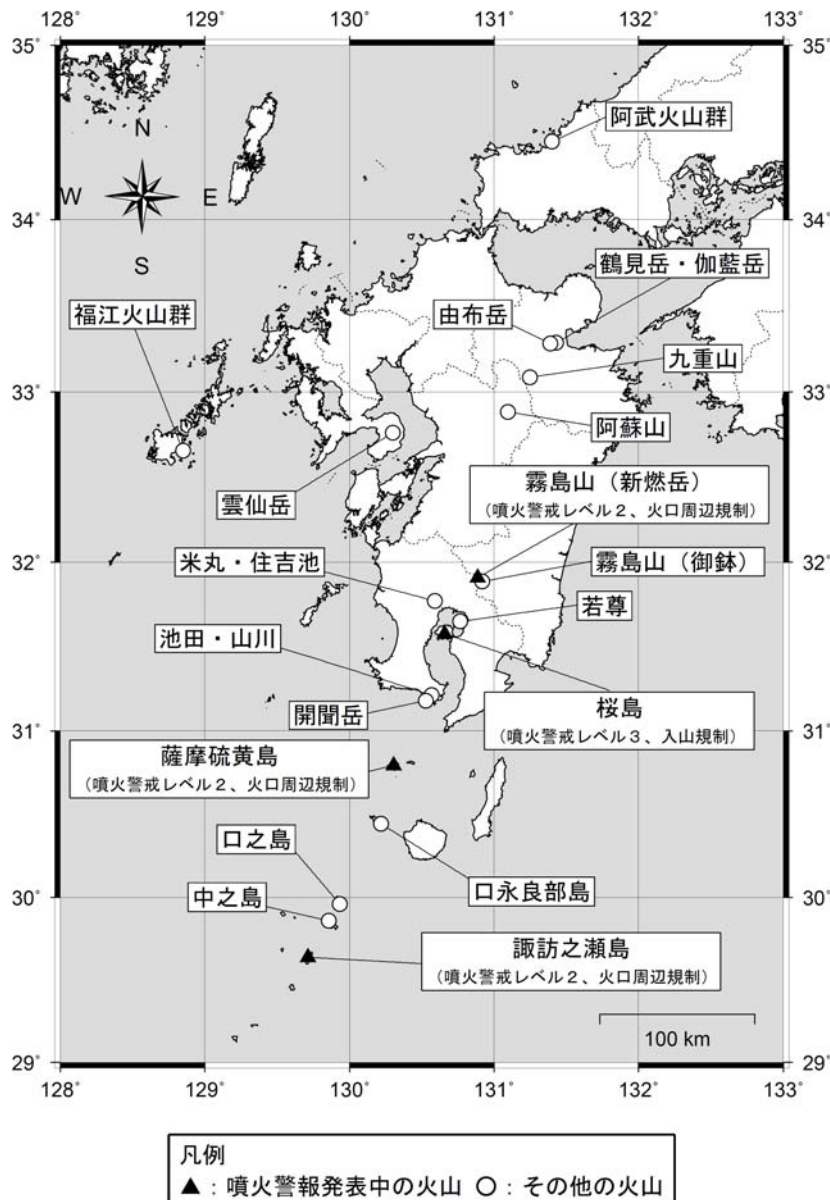 128˚ 129˚ 130˚ 131˚ 132˚ 133˚
35˚ 35˚
N
阿武火山群
W E
34˚ 34˚
S
鶴見岳・伽藍岳
福江火山群
由布岳
九重山
33˚ 33˚
阿蘇山
雲仙岳
霧島山（新燃岳）
（噴火警戒レベル２、火口周辺規制）
32˚ 32˚
米丸・住吉池
霧島山（御鉢）
若尊
池田・山川
開聞岳
桜島
（噴火警戒レベル３、入山規制）
31˚ 31˚
薩摩硫黄島
（噴火警戒レベル２、火口周辺規制）
口之島
中之島
口永良部島
30˚ 30˚
諏訪之瀬島
（噴火警戒レベル２、火口周辺規制）
100 km
29˚ 29˚
128˚ 129˚ 130˚ 131˚ 132˚ 133˚
凡例
▲：噴火警報発表中の火山 ○：その他の火山